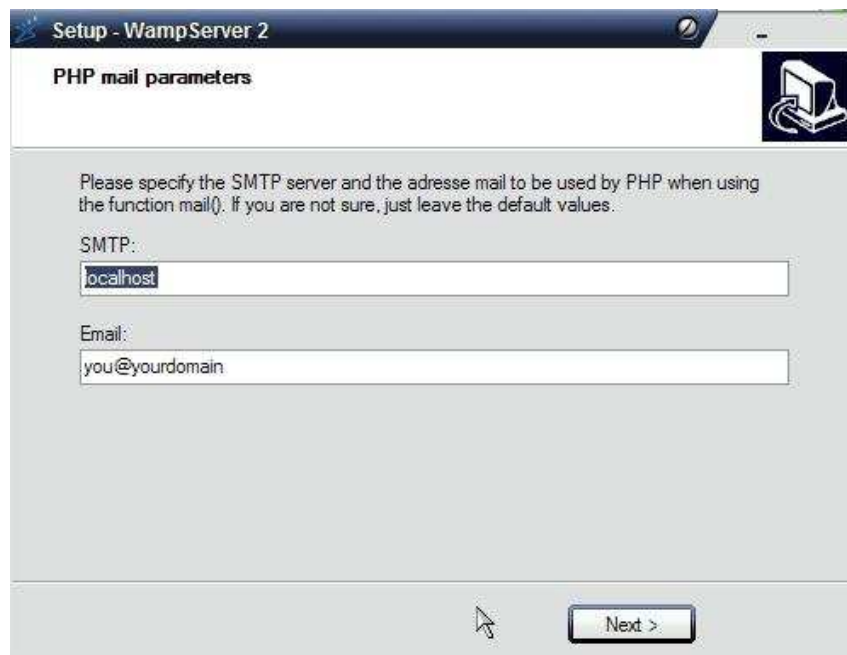 Setup - WampServer 2
PHP mail parameters
Please specify the SMTP server and the adresse mail to be used by PHP when using
the function mail(). If you are not sure, just leave the default values.
SMTP:
localhost
Email:
you@yourdomain
Next >